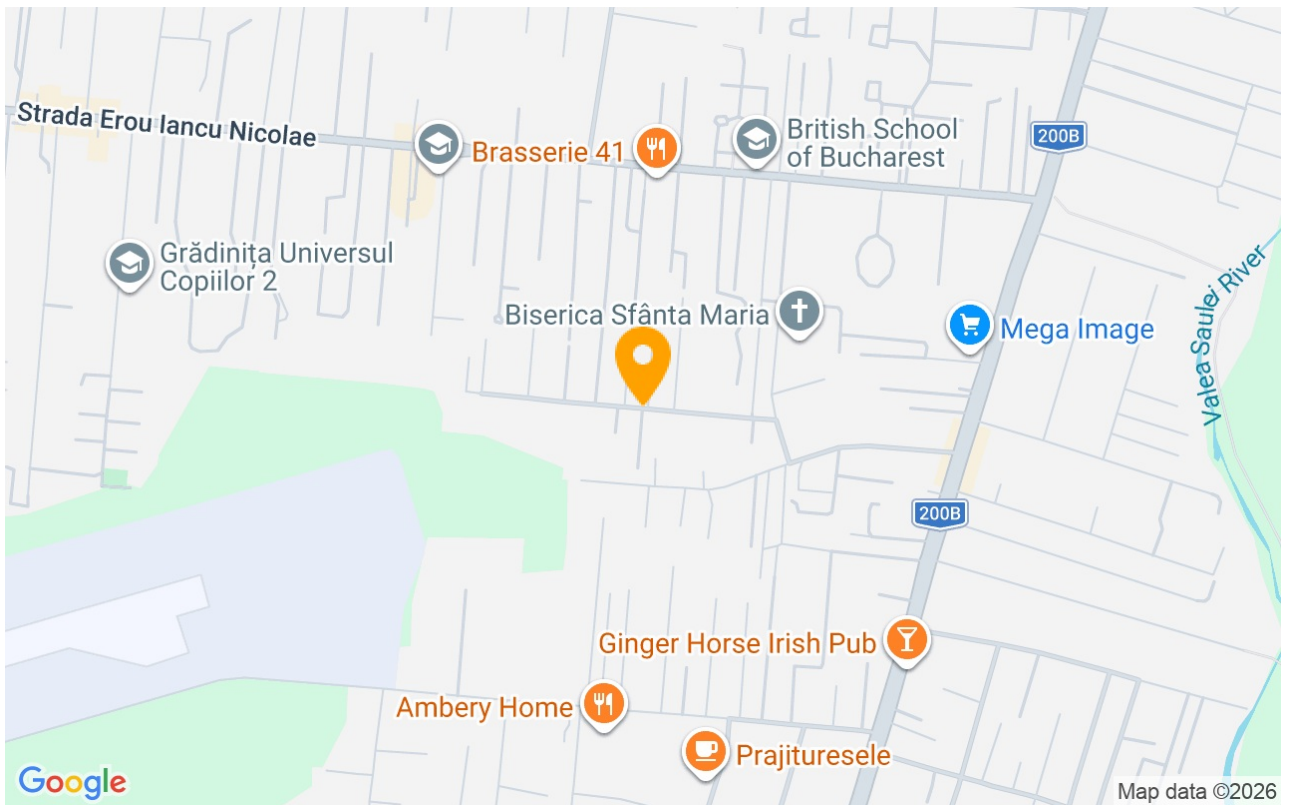 Strada Erou Iancu Nicolae
Brasserie 41
British School
of Bucharest
200B
Grădinița Universul
Copiilor 2
Biserica Sfânta Maria
Mega Image
Valea Saulei River
200B
Ginger Horse Irish Pub
Ambery Home
Prajituresele
Google
Map data ©2026